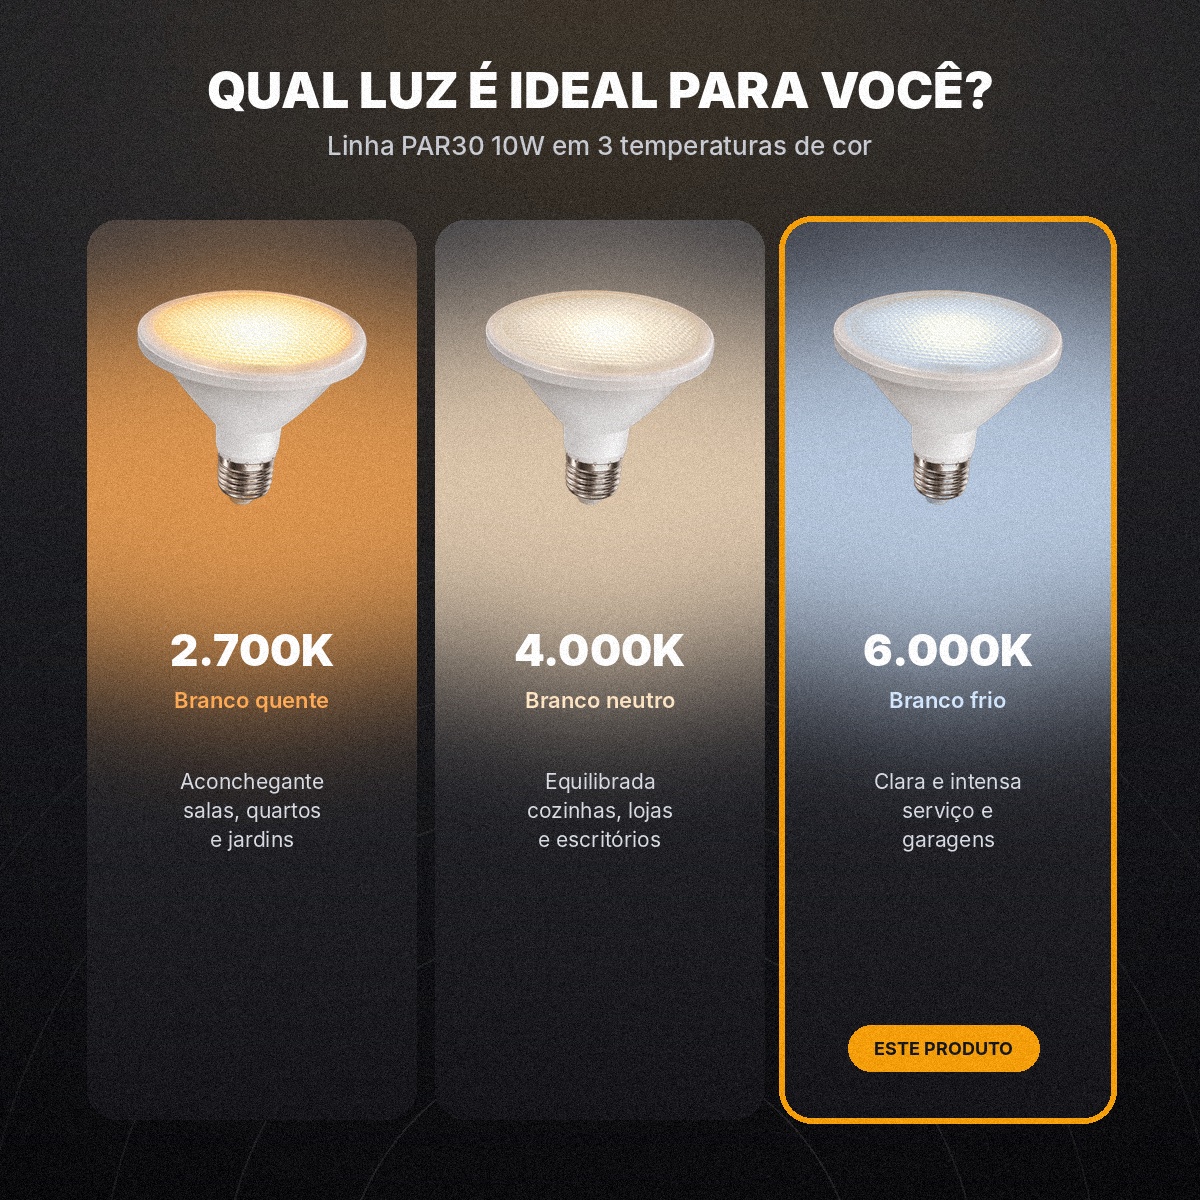 QUAL LUZ É IDEAL PARA VOCÊ?
Linha PAR30 10W em 3 temperaturas de cor
2.700K
Branco quente
Aconchegante
salas, quartos
e jardins
4.000K
Branco neutro
Equilibrada
cozinhas, lojas
e escritórios
6.000K
Branco frio
Clara e intensa
serviço e
garagens
ESTE PRODUTO